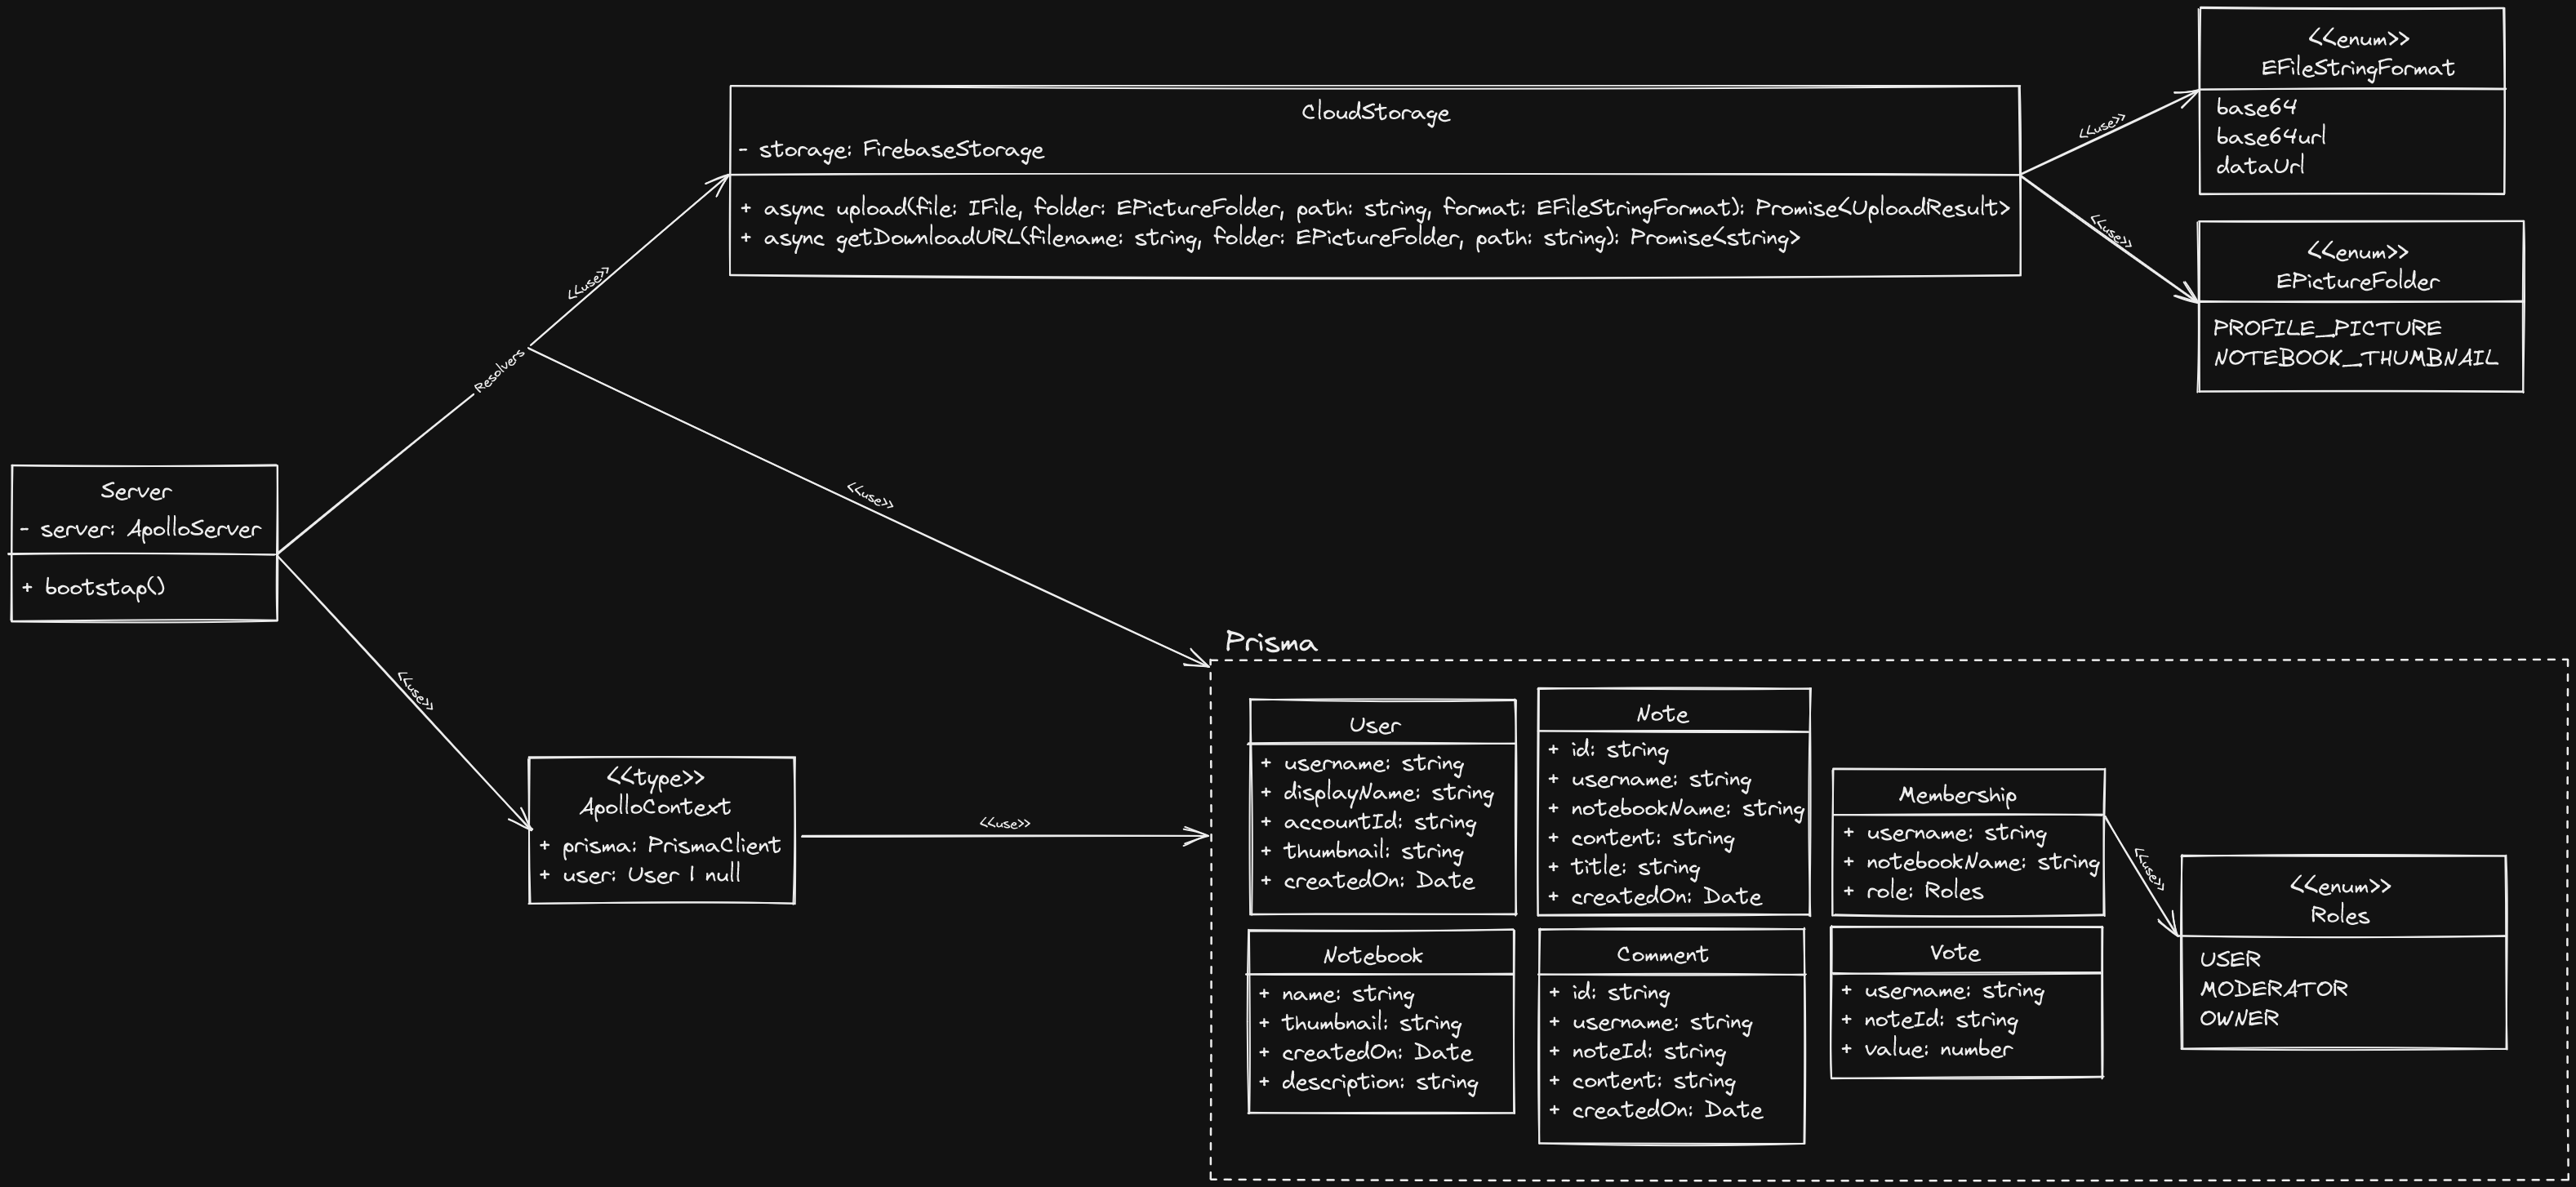 <<enum>>
EFileStringFormat
base64
base64url
dataUrl
CloudStorage
- storage: FirebaseStorage
+ async upload(file: IFile, folder: EPictureFolder, path: string, format: EFileStringFormat): Promise<UploadResult>
+ async getDownloadURL(filename: string, folder: EPictureFolder, path: string): Promise<string>
<<use>>
<<use>>
<<enum>>
EPictureFolder
PROFILE_PICTURE
NOTEBOOK_THUMBNAIL
<<use>>
Resolvers
<<use>>
Server
- server: ApolloServer
+ bootstap()
<<use>>
<<type>>
ApolloContext
+ prisma: PrismaClient
+ user: User | null
<<use>>
Prisma
User
+ username: string
+ displayName: string
+ accountId: string
+ thumbnail: string
+ createdOn: Date
Note
+ id: string
+ username: string
+ notebookName: string
+ content: string
+ title: string
+ createdOn: Date
Membership
+ username: string
+ notebookName: string
+ role: Roles
<<use>>
<<enum>>
Roles
USER
MODERATOR
OWNER
Notebook
+ name: string
+ thumbnail: string
+ createdOn: Date
+ description: string
Comment
+ id: string
+ username: string
+ noteId: string
+ content: string
+ createdOn: Date
Vote
+ username: string
+ noteId: string
+ value: number